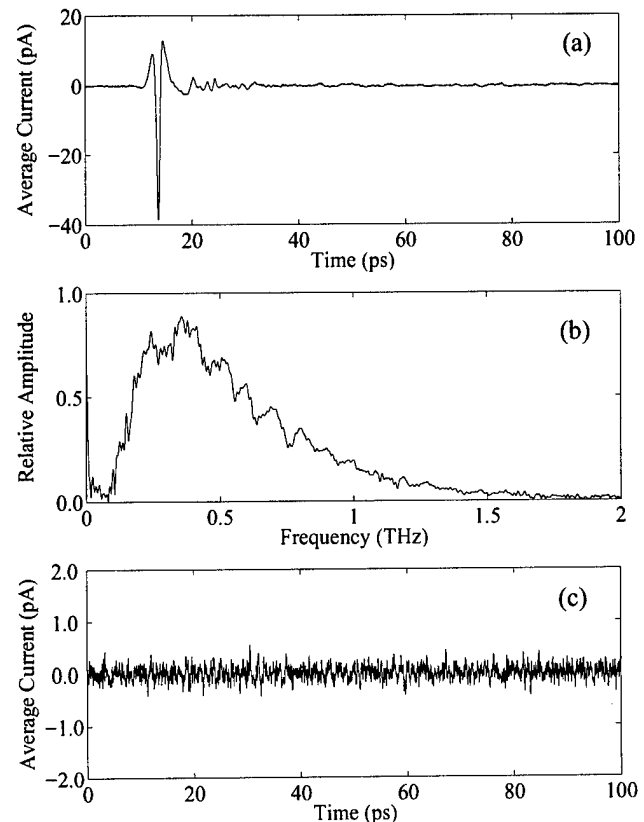 20
0
−20
−40
Average Current (pA)
(a)
0 20 40 60 80 100
Time (ps)
1.0
0.5
0.0
Relative Amplitude
(b)
0 0.5 1 1.5 2
Frequency (THz)
2.0
1.0
0.0
−1.0
−2.0
Average Current (pA)
(c)
0 20 40 60 80 100
Time (ps)